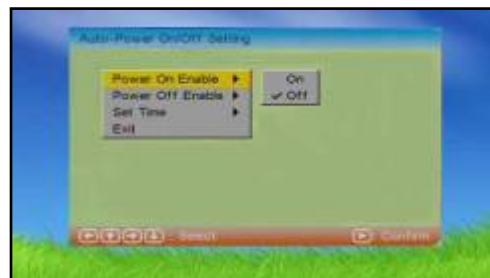 Auto-Power On/Off Setting
Power On Enable
On
Power Off Enable
Off
Set Time
Exit
: Select
: Confirm